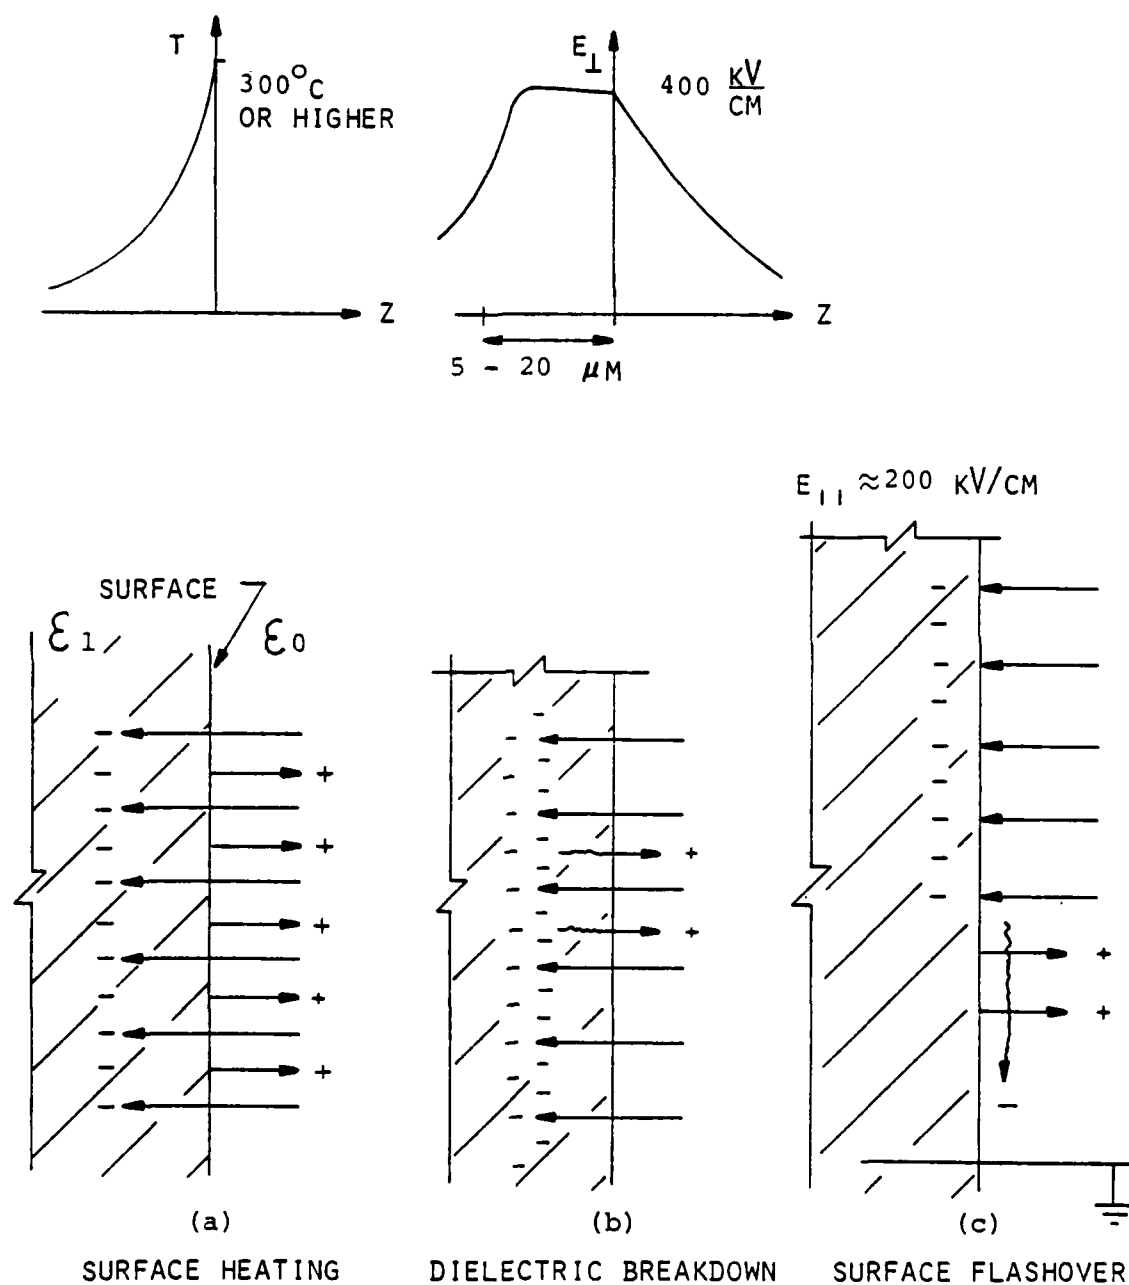 T
300°C
OR HIGHER
Z
E⊥
400 KV/CM
Z
5 - 20 μM
E|| ≈200 KV/CM
SURFACE
ε1
ε0
- - - - - - - - - - -
+ + + + +
+ +
+ +
-
(a)
(b)
(c)
SURFACE HEATING
DIELECTRIC BREAKDOWN
SURFACE FLASHOVER